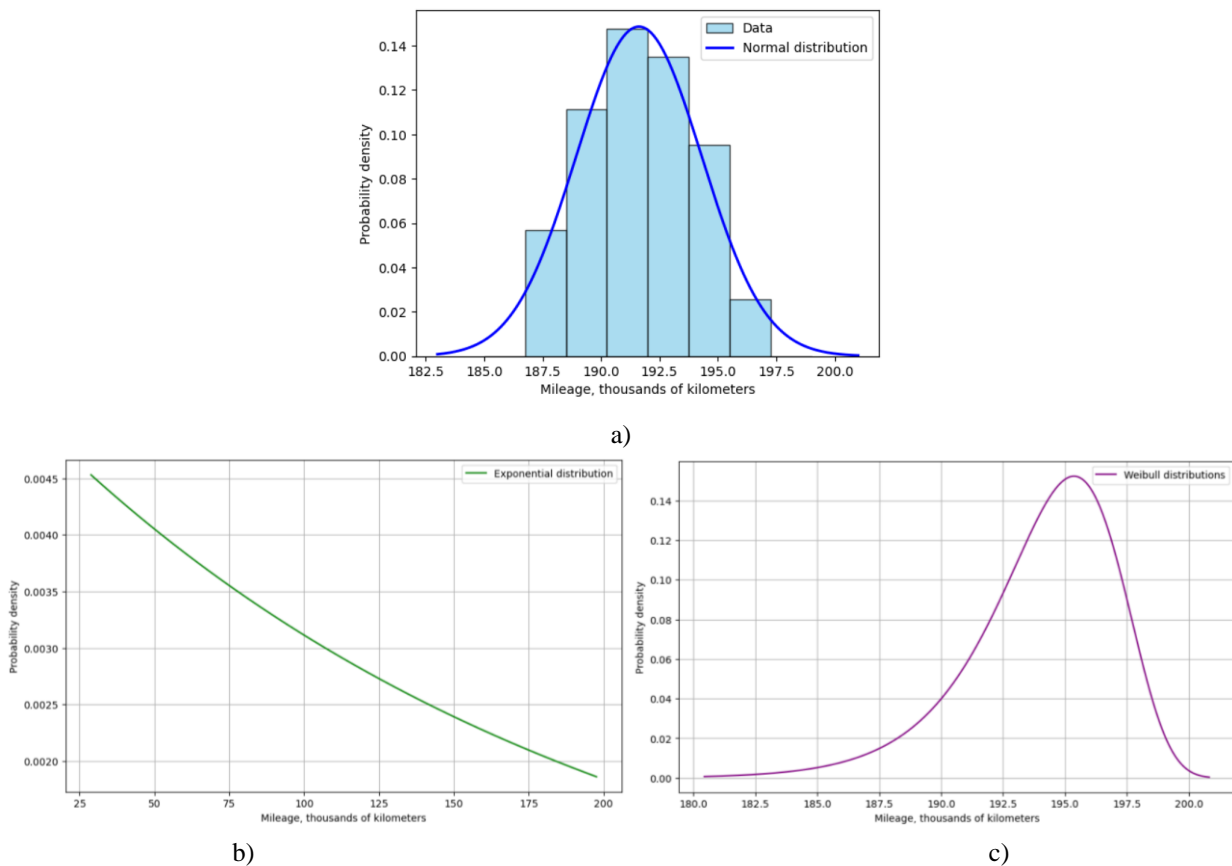 Data
Normal distribution
0.14
0.12
0.10
0.08
0.06
0.04
0.02
0.00
Probability density
182.5 185.0 187.5 190.0 192.5 195.0 197.5 200.0
Mileage, thousands of kilometers
a)
Exponential distribution
0.0045
0.0040
0.0035
0.0030
0.0025
0.0020
Probability density
25 50 75 100 125 150 175 200
Mileage, thousands of kilometers
b)
Weibull distributions
0.14
0.12
0.10
0.08
0.06
0.04
0.02
0.00
Probability density
180.0 182.5 185.0 187.5 190.0 192.5 195.0 197.5 200.0
Mileage, thousands of kilometers
c)